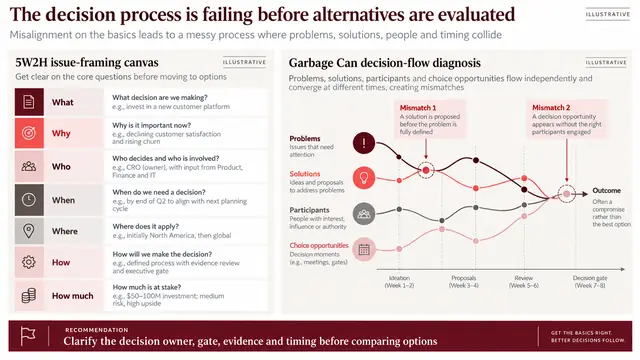 The decision process is failing before alternatives are evaluated
ILLUSTRATIVE
Misalignment on the basics leads to a messy process where problems, solutions, people and timing collide
5W2H issue-framing canvas
ILLUSTRATIVE
Get clear on the core questions before moving to options
What
What decision are we making?
e.g., invest in a new customer platform
Why
Why is it important now?
e.g., declining customer satisfaction
and rising churn
Who
Who decides and who is involved?
e.g., CRO (owner), with input from Product,
Finance and IT
When
When do we need a decision?
e.g., by end of Q2 to align with next planning
cycle
Where
Where does it apply?
e.g., initially North America, then global
How
How will we make the decision?
e.g., defined process with evidence review
and executive gate
How much
How much is at stake?
e.g., $50–100M investment; medium
risk, high upside
Garbage Can decision-flow diagnosis
ILLUSTRATIVE
Problems, solutions, participants and choice opportunities flow independently and
converge at different times, creating mismatches
Mismatch 1
A solution is proposed
before the problem is
fully defined
Mismatch 2
A decision opportunity
appears without the right
participants engaged
Problems
Issues that need
attention
Solutions
Ideas and proposals
to address problems
Participants
People with interest,
influence or authority
Choice opportunities
Decision moments
(e.g., meetings, gates)
Outcome
Often a
compromise
rather than
the best option
Ideation
(Week 1–2)
Proposals
(Week 3–4)
Review
(Week 5–6)
Decision gate
(Week 7–8)
RECOMMENDATION
Clarify the decision owner, gate, evidence and timing before comparing options
GET THE BASICS RIGHT.
BETTER DECISIONS FOLLOW.